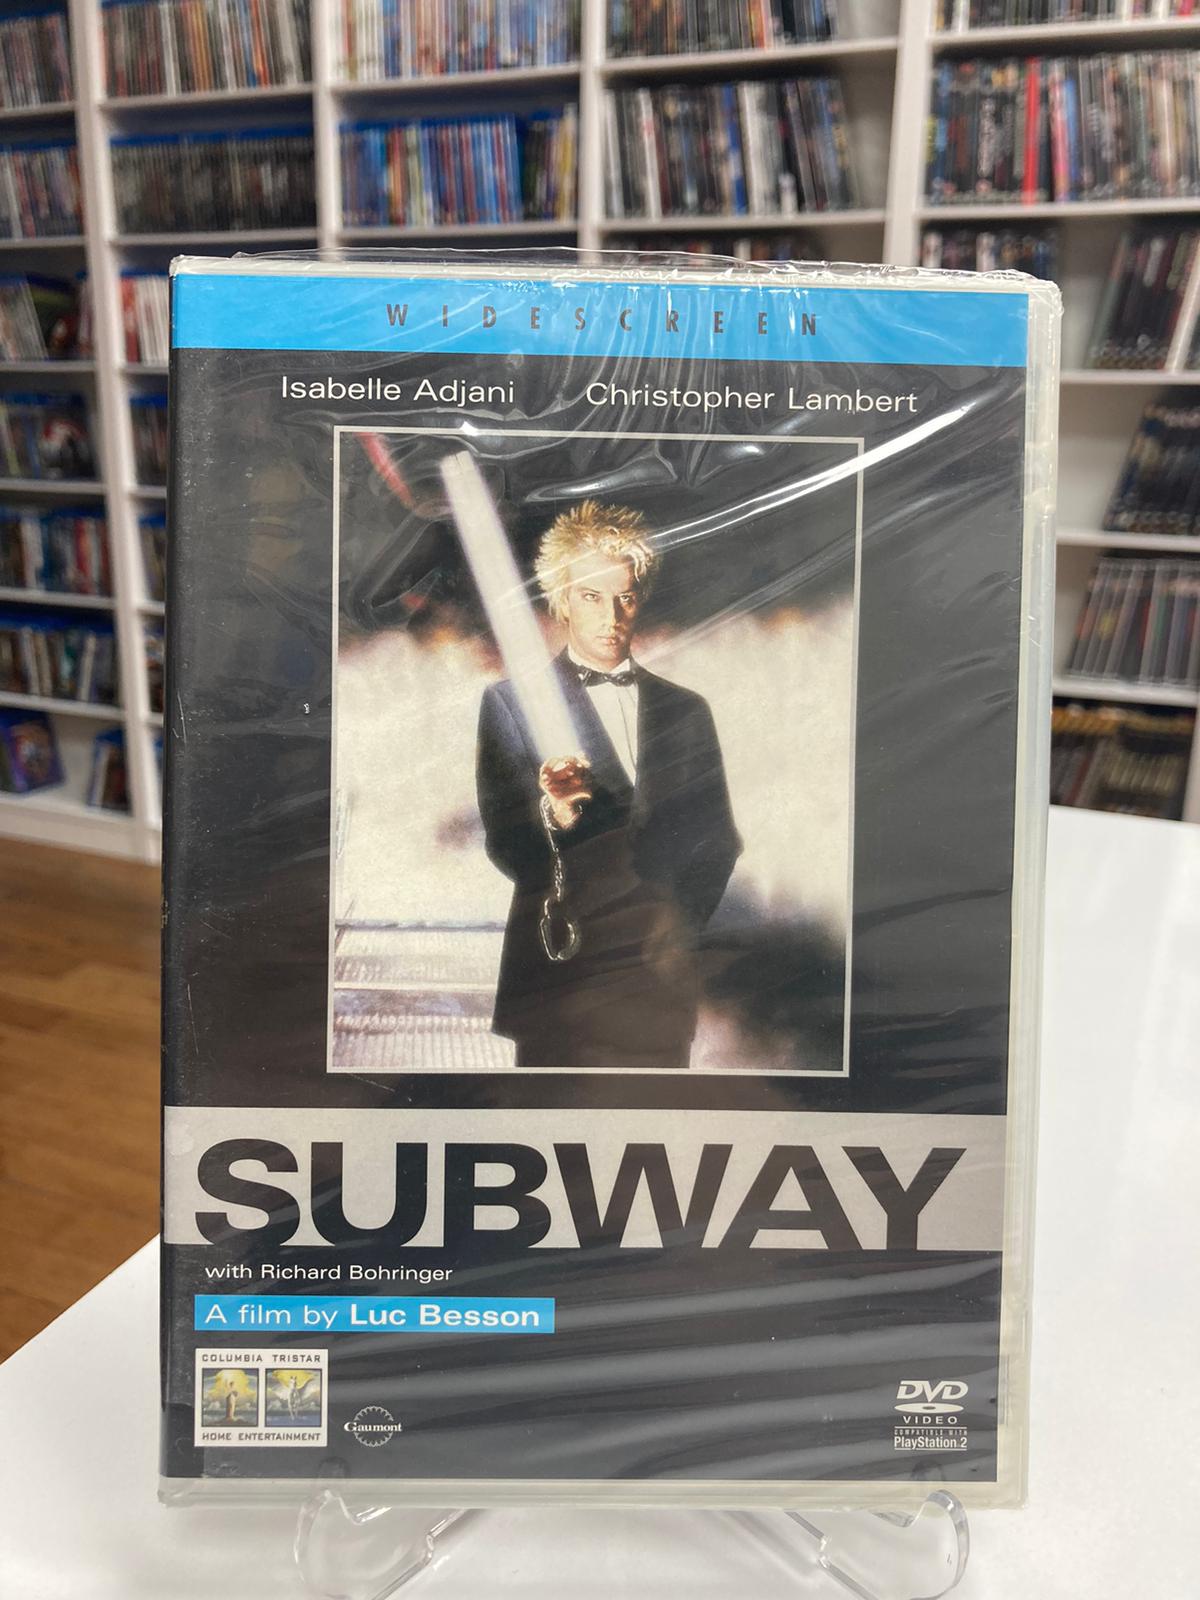 WIDESCREEN
Isabelle Adjani Christopher Lambert
SUBWAY
with Richard Bohringer
A film by Luc Besson
COLUMBIA TRISTAR
HOME ENTERTAINMENT
Gaumont
DVD
VIDEO
COMPATIBLE WITH
PlayStation 2